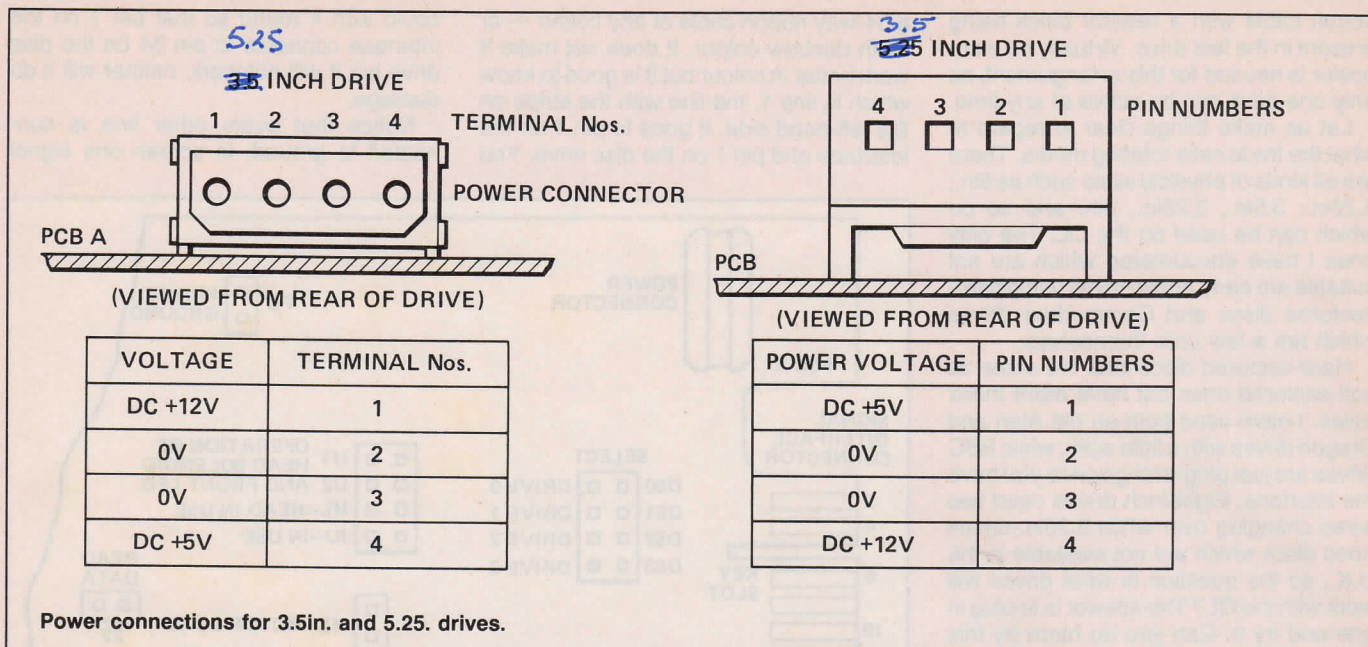 5.25
3.5 INCH DRIVE
1 2 3 4 TERMINAL Nos.
POWER CONNECTOR
PCB A
(VIEWED FROM REAR OF DRIVE)
VOLTAGE TERMINAL Nos.
DC +12V 1
0V 2
0V 3
DC +5V 4
3.5
5.25 INCH DRIVE
4 3 2 1 PIN NUMBERS
PCB
(VIEWED FROM REAR OF DRIVE)
POWER VOLTAGE PIN NUMBERS
DC +5V 1
0V 2
0V 3
DC +12V 4
Power connections for 3.5in. and 5.25. drives.